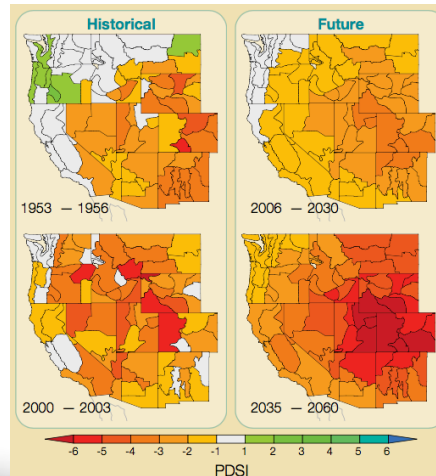 Historical
Future
1953 – 1956
2006 – 2030
2000 – 2003
2035 – 2060
-6 -5 -4 -3 -2 -1 1 2 3 4 5 6
PDSI